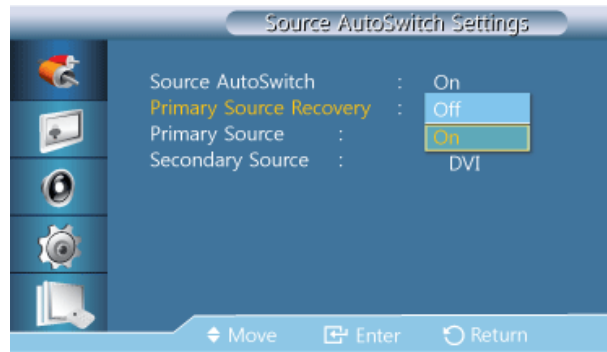 Source AutoSwitch Settings
Source AutoSwitch : On
Primary Source Recovery : Off
Primary Source : On
Secondary Source : DVI
Move Enter Return